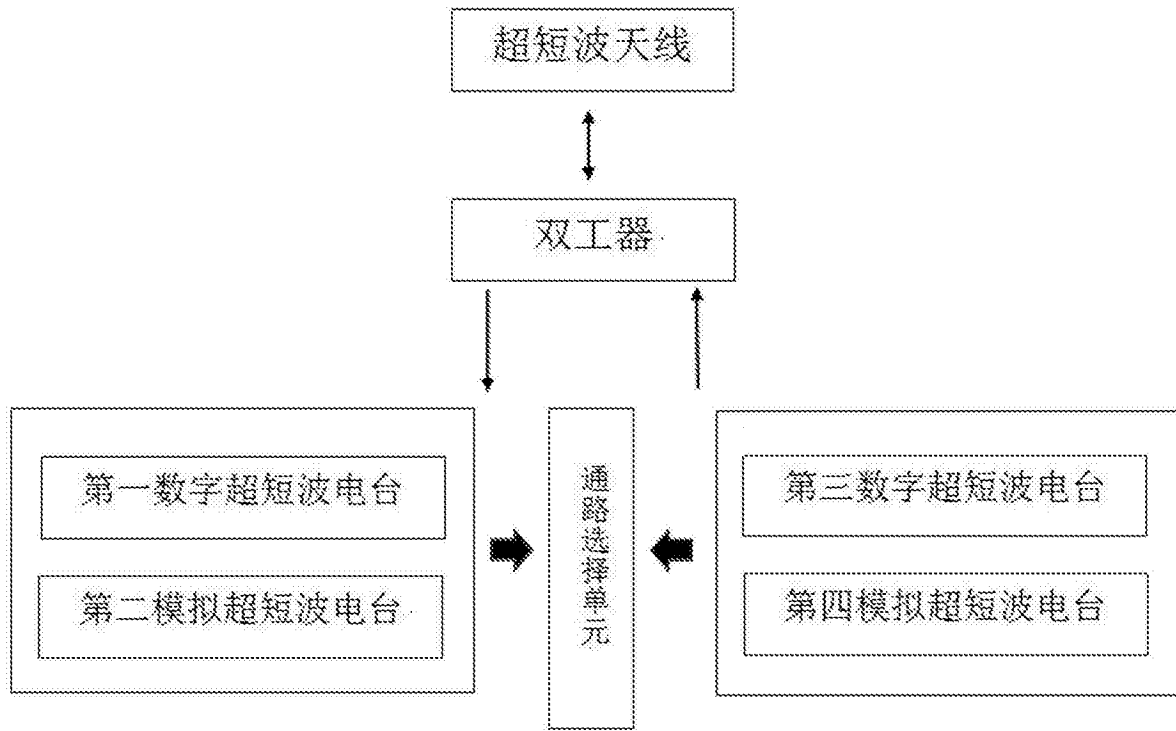 超短波天线
双工器
第一数字超短波电台
第二模拟超短波电台
通路选择单元
第三数字超短波电台
第四模拟超短波电台